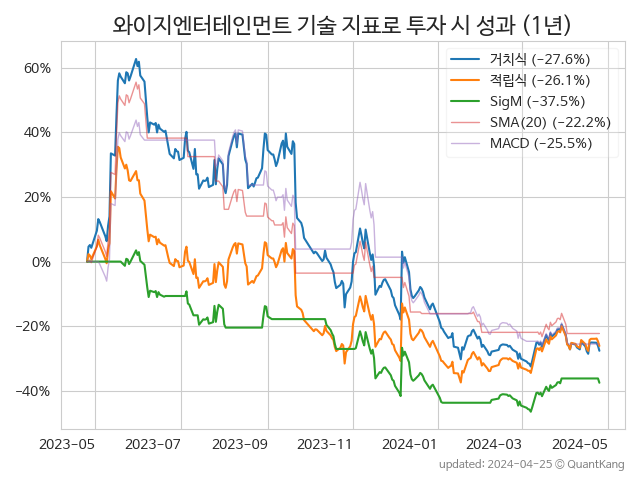 와이지엔터테인먼트 기술 지표로 투자 시 성과 (1년)
거치식 (−27.6%)
적립식 (−26.1%)
SigM (−37.5%)
SMA(20) (−22.2%)
MACD (−25.5%)
60%
40%
20%
0%
−20%
−40%
2023-05 2023-07 2023-09 2023-11 2024-01 2024-03 2024-05
updated: 2024-04-25 © QuantKang